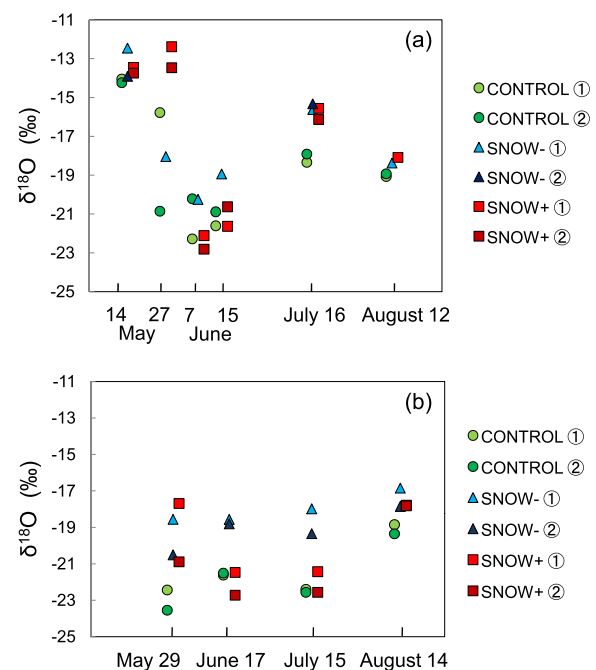 -11
(a)
-13
-15
-17
-19
-21
-23
-25
δ18O (‰)
14 27 7 15 July 16 August 12
May June
CONTROL ①
CONTROL ②
SNOW- ①
SNOW- ②
SNOW+ ①
SNOW+ ②
-11
(b)
-13
-15
-17
-19
-21
-23
-25
δ18O (‰)
May 29 June 17 July 15 August 14
CONTROL ①
CONTROL ②
SNOW- ①
SNOW- ②
SNOW+ ①
SNOW+ ②